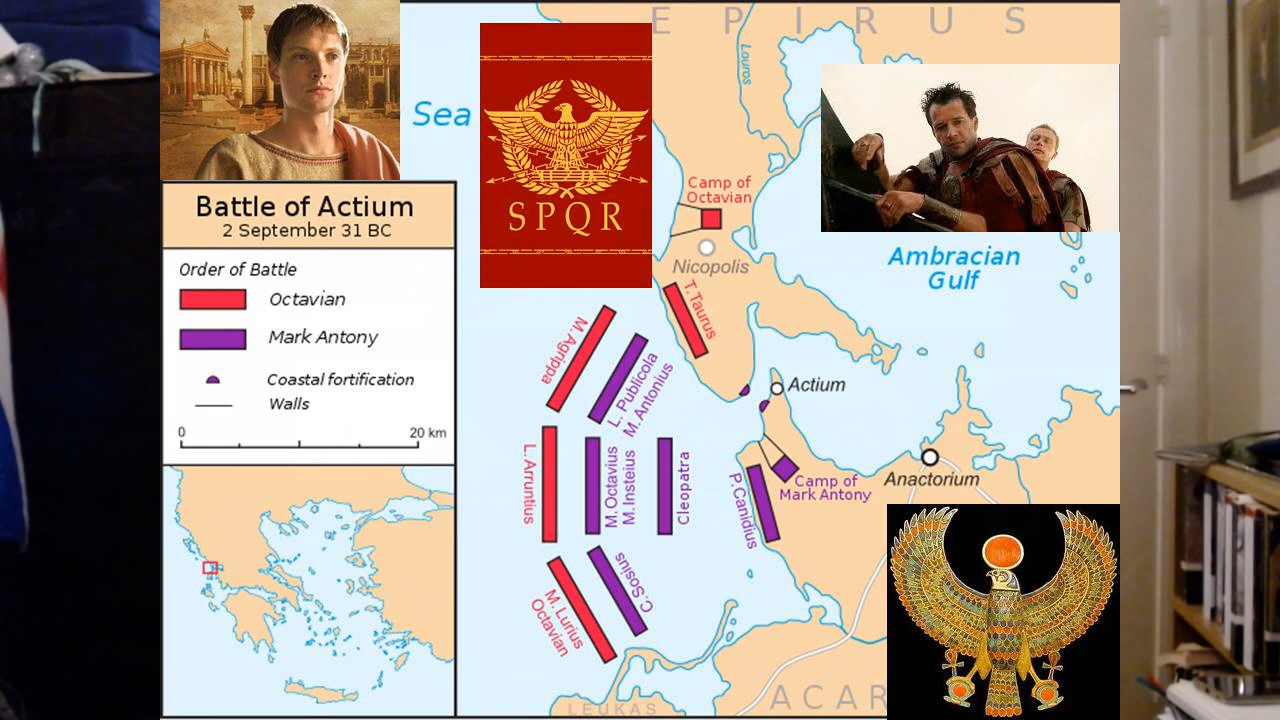 EPIRUS
Louros
Sea
SPQR
Battle of Actium
2 September 31 BC
Order of Battle
Octavian
Mark Antony
Coastal fortification
Walls
0 20 km
Camp of
Octavian
Nicopolis
Ambracian
Gulf
T.Taurus
M.Agrippa
L. Publicola
M. Antonius
Actium
L. Arruntius
M. Octavius
M. Insteius
Cleopatra
P.Canidius
Camp of
Mark Antony
Anactorium
C.Sosius
M. Lurius
Octavian
ACAR
LEUKAS